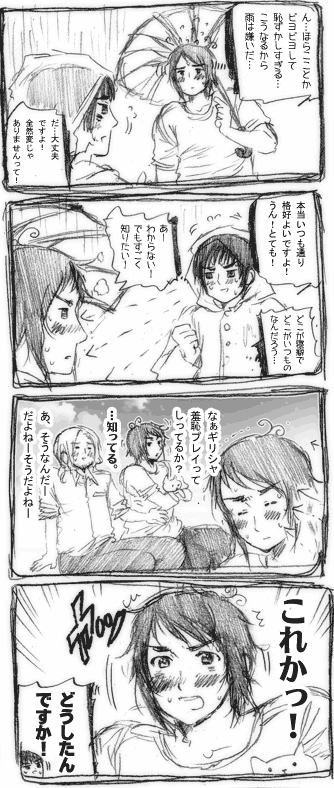 ん…ほらこことか
ピヨピヨして
恥ずかしすぎる…
こうなるから
雨は嫌いだ…
だ…大丈夫
ですよ！
全然変じゃ
ありませんって！
本当いつも通り
格好よいですよ！
うん！とても！
どこが寝癖で
どこがいつもの
なんだろう…
あー
わからない！
でもすごく
知りたい！
なぁギリシャ
羞恥プレイって
しってるか？
…知ってる。
あ、そうなんだー
だよねーそうだよねー
これかっ！
どうしたん
ですか！